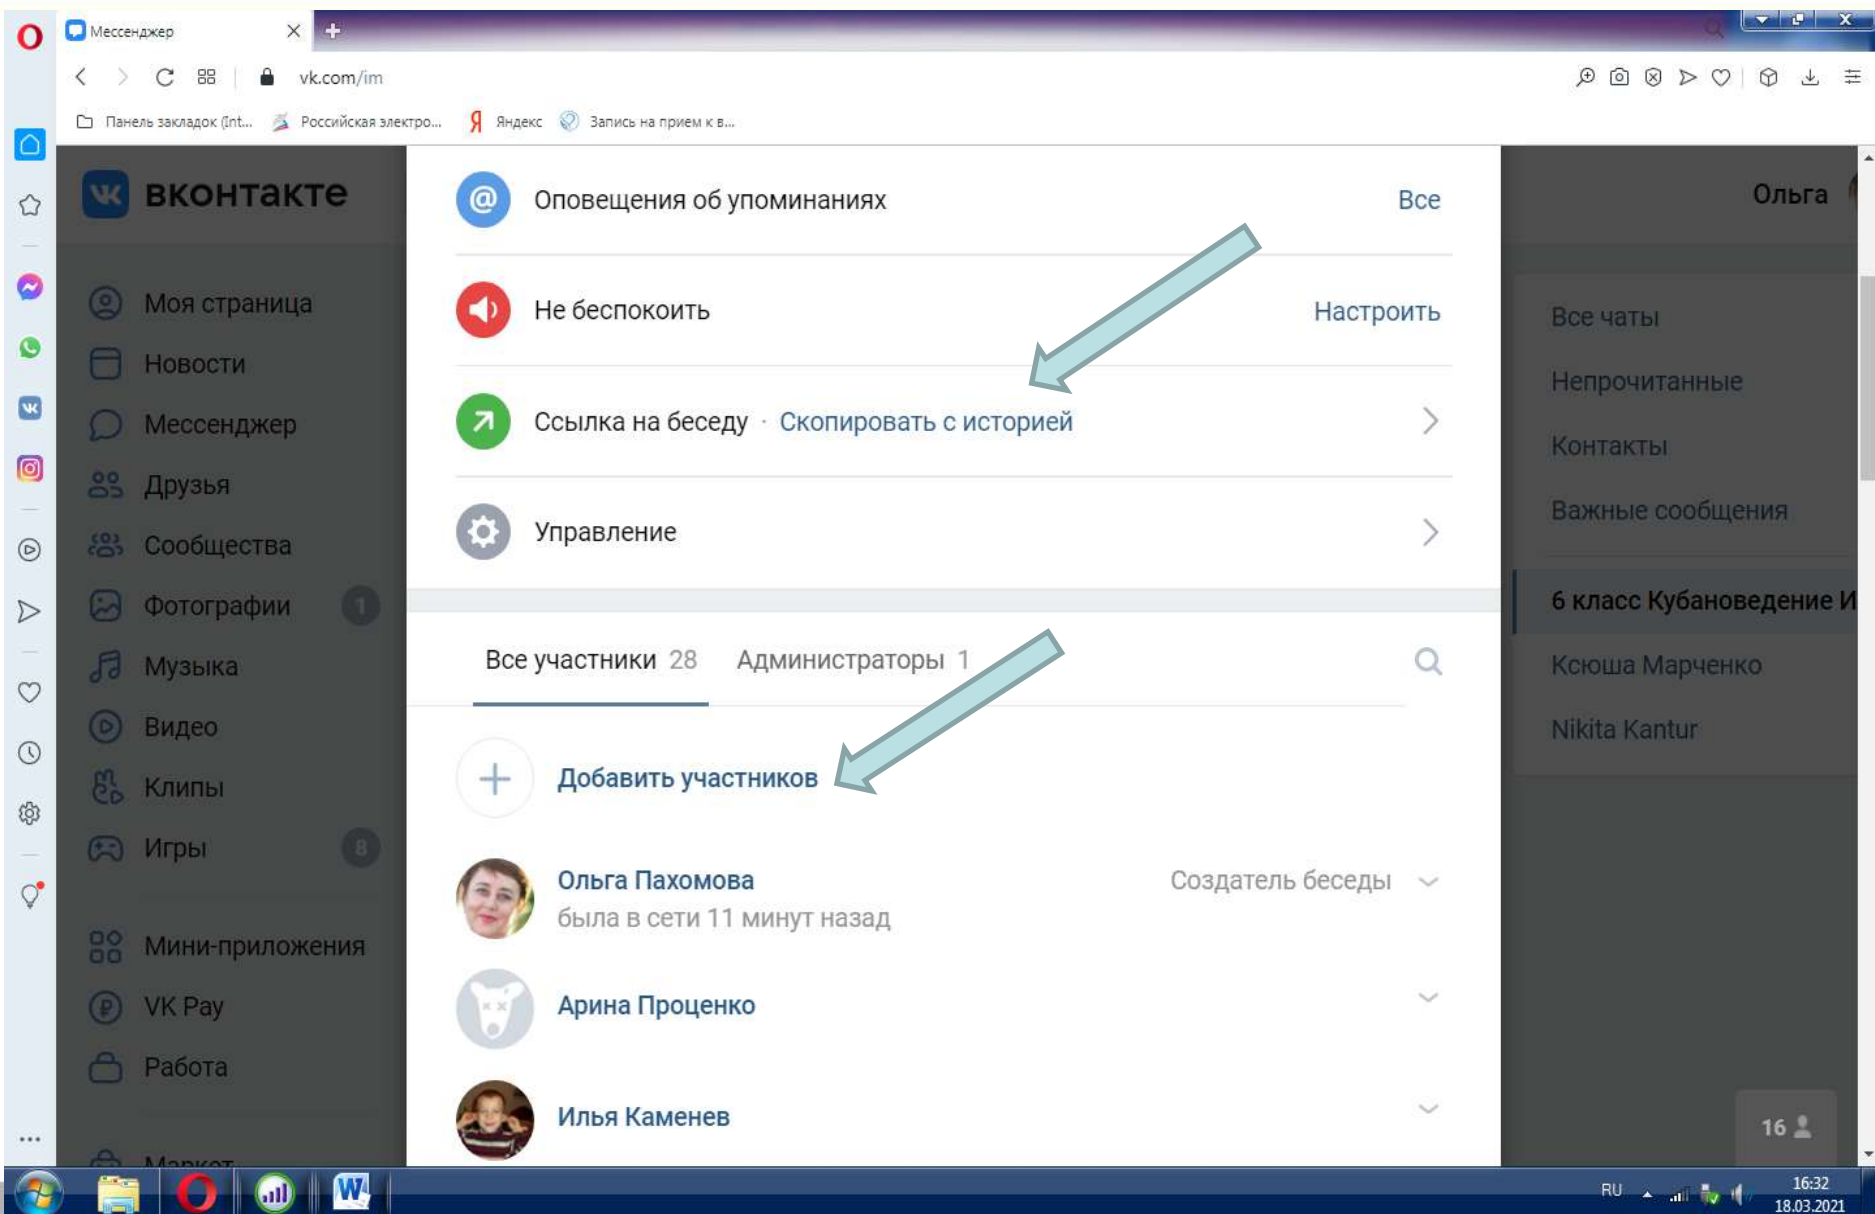 Мессенджер
vk.com/im
Панель закладок (Int...
Российская электро...
Яндекс
Запись на прием к в...
вконтакте
Ольга
Моя страница
Новости
Мессенджер
Друзья
Сообщества
Фотографии 1
Музыка
Видео
Клипы
Игры 8
Мини-приложения
VK Pay
Работа
Маркет
Оповещения об упоминаниях Все
Не беспокоить Настроить
Ссылка на беседу · Скопировать с историей
Управление
Все участники 28 Администраторы 1
Добавить участников
Ольга Пахомова Создатель беседы
была в сети 11 минут назад
Арина Проценко
Илья Каменев
Все чаты
Непрочитанные
Контакты
Важные сообщения
6 класс Кубановедение И
Ксюша Марченко
Nikita Kantur
16
RU
16:32
18.03.2021